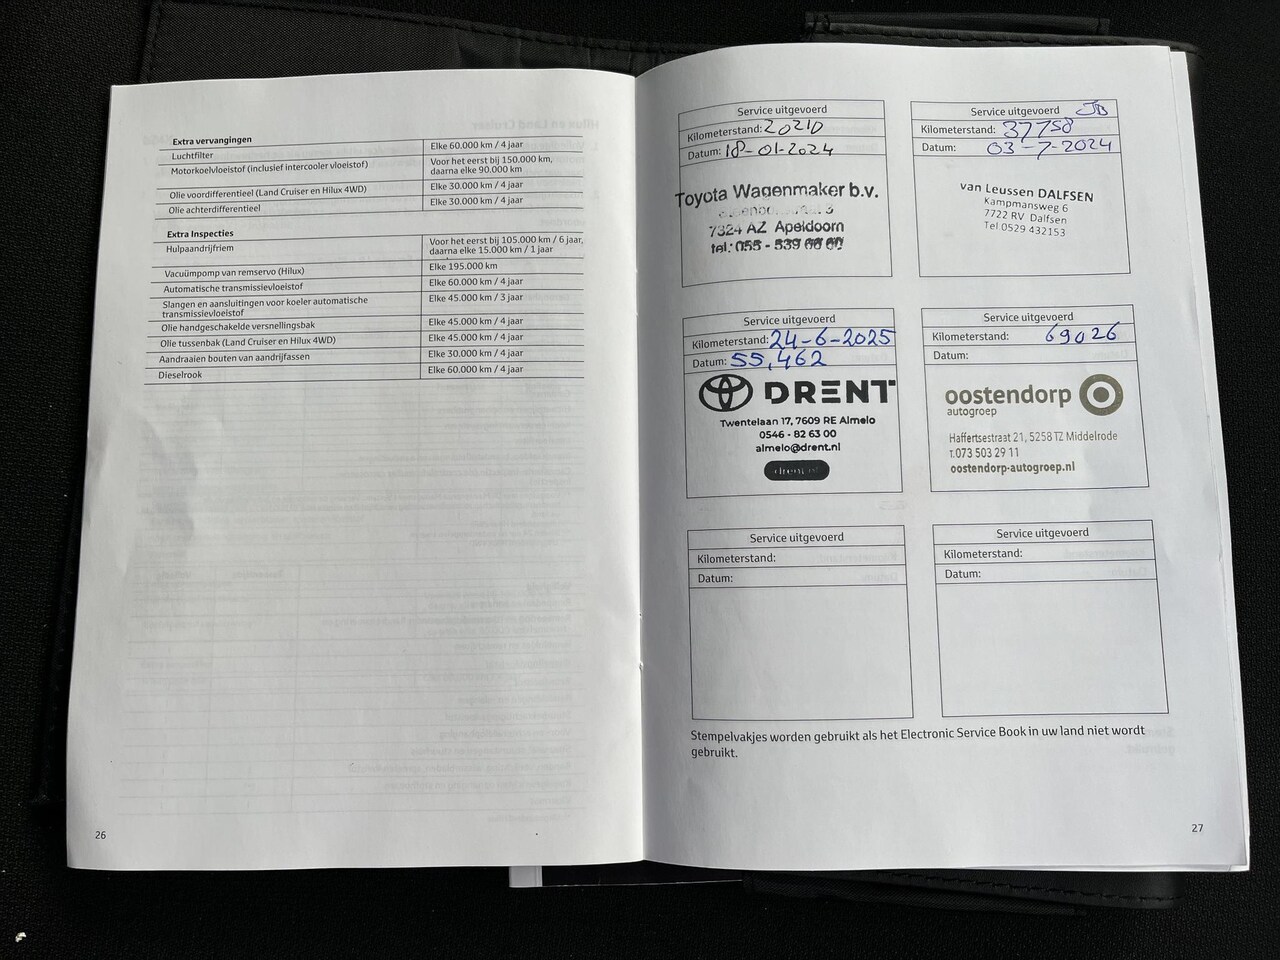 Extra vervangingen
Luchtfilter Elke 60.000 km / 4 jaar
Motorkoelvloeistof (inclusief intercooler vloeistof) Voor het eerst bij 150.000 km,
daarna elke 90.000 km
Olie voordifferentieel (Land Cruiser en Hilux 4WD) Elke 30.000 km / 4 jaar
Olie achterdifferentieel Elke 30.000 km / 4 jaar
Extra Inspecties
Hulpaandrijfriem Voor het eerst bij 105.000 km / 6 jaar,
daarna elke 15.000 km / 1 jaar
Vacuümpomp van remservo (Hilux) Elke 195.000 km
Automatische transmissievloeistof Elke 60.000 km / 4 jaar
Slangen en aansluitingen voor koeler automatische Elke 45.000 km / 3 jaar
transmissievloeistof
Olie handgeschakelde versnellingsbak Elke 45.000 km / 4 jaar
Olie tussenbak (Land Cruiser en Hilux 4WD) Elke 45.000 km / 4 jaar
Aandraaien bouten van aandrijfassen Elke 30.000 km / 4 jaar
Dieselrook Elke 60.000 km / 4 jaar
26
Service uitgevoerd
Kilometerstand: 20210
Datum: 18-01-2024
Toyota Wagenmaker b.v.
7324 AZ Apeldoorn
tel: 055 - 539
Service uitgevoerd JB
Kilometerstand: 37758
Datum: 03-7-2024
van Leussen DALFSEN
Kampmansweg 6
7722 RV Dalfsen
Tel 0529 432153
Service uitgevoerd
Kilometerstand: 24-6-2025
Datum: 55,462
DRENT
Twentelaan 17, 7609 RE Almelo
0546 - 82 63 00
almelo@drent.nl
Service uitgevoerd
Kilometerstand: 69026
Datum:
oostendorp
autogroep
Haffertsestraat 21, 5258 TZ Middelrode
T.073 503 29 11
oostendorp-autogroep.nl
Service uitgevoerd
Kilometerstand:
Datum:
Service uitgevoerd
Kilometerstand:
Datum:
Stempelvakjes worden gebruikt als het Electronic Service Book in uw land niet wordt
gebruikt.
27